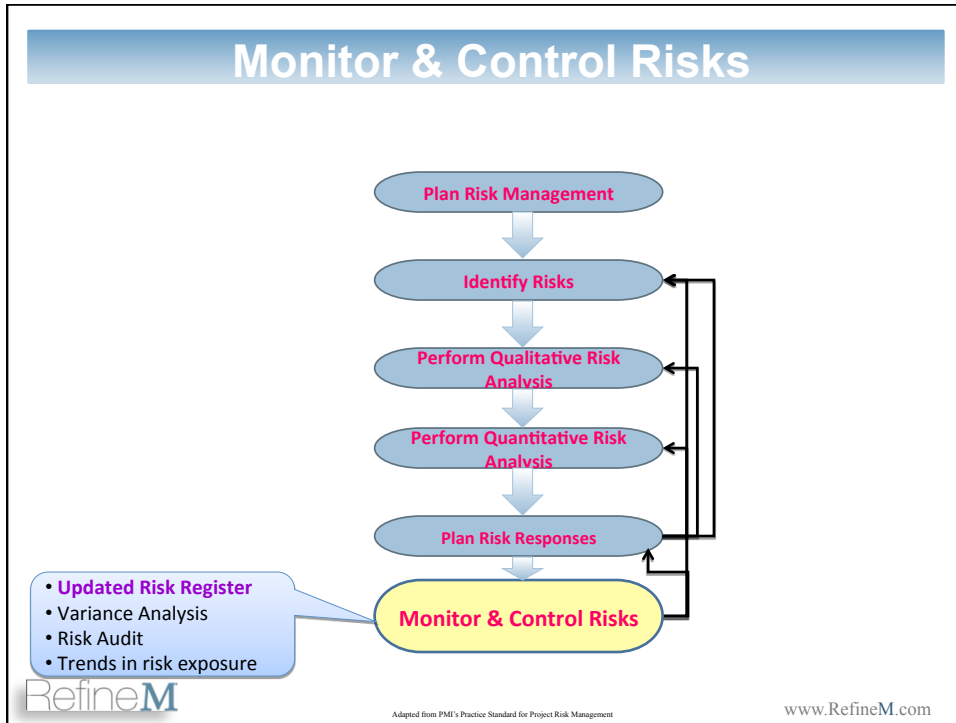 Monitor & Control Risks
Plan Risk Management
Identify Risks
Perform Qualitative Risk
Analysis
Perform Quantitative Risk
Analysis
Plan Risk Responses
Monitor & Control Risks
• Updated Risk Register
• Variance Analysis
• Risk Audit
• Trends in risk exposure
RefineM
Adapted from PMI's Practice Standard for Project Risk Management
www.RefineM.com